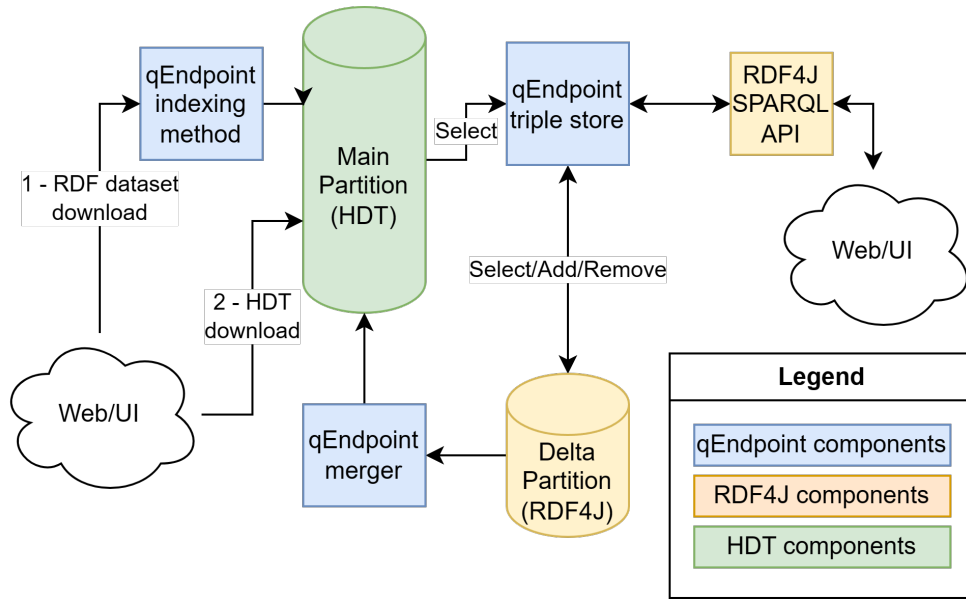 qEndpoint
indexing
method
1 - RDF dataset
download
2 - HDT
download
Web/UI
Main
Partition
(HDT)
Select
qEndpoint
triple store
RDF4J
SPARQL
API
Web/UI
Select/Add/Remove
qEndpoint
merger
Delta
Partition
(RDF4J)
Legend
qEndpoint components
RDF4J components
HDT components